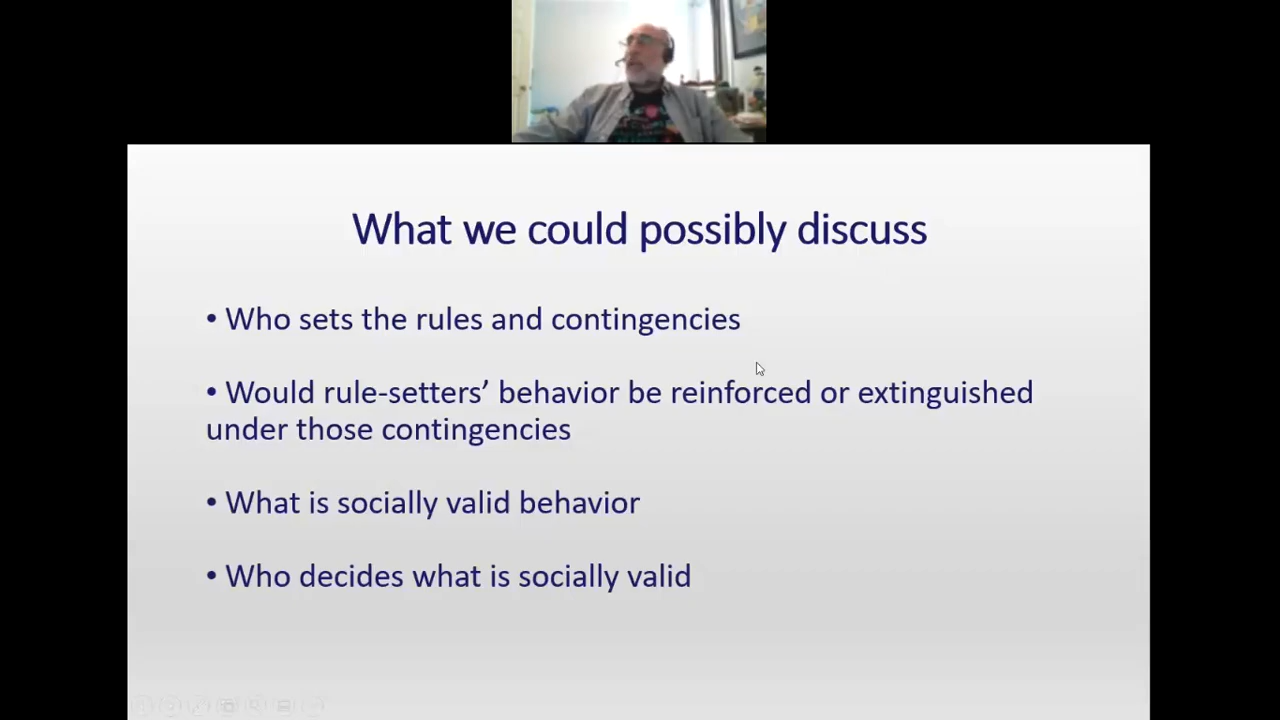 What we could possibly discuss
• Who sets the rules and contingencies
• Would rule-setters’ behavior be reinforced or extinguished
under those contingencies
• What is socially valid behavior
• Who decides what is socially valid